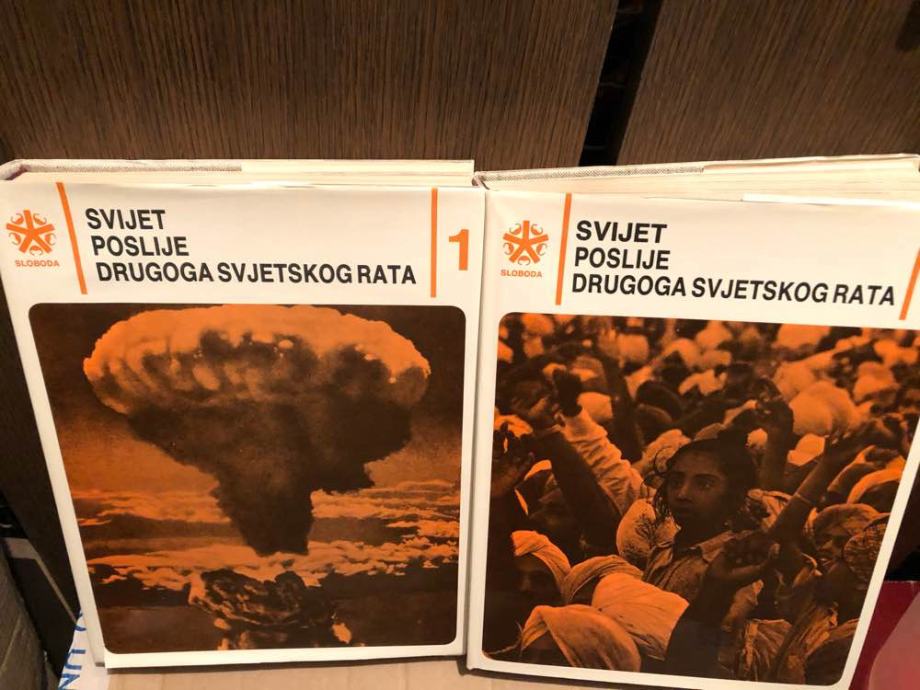 SLOBODA
SVIJET
POSLIJE
DRUGOGA SVJETSKOG RATA
1
SLOBODA
SVIJET
POSLIJE
DRUGOGA SVJETSKOG RATA